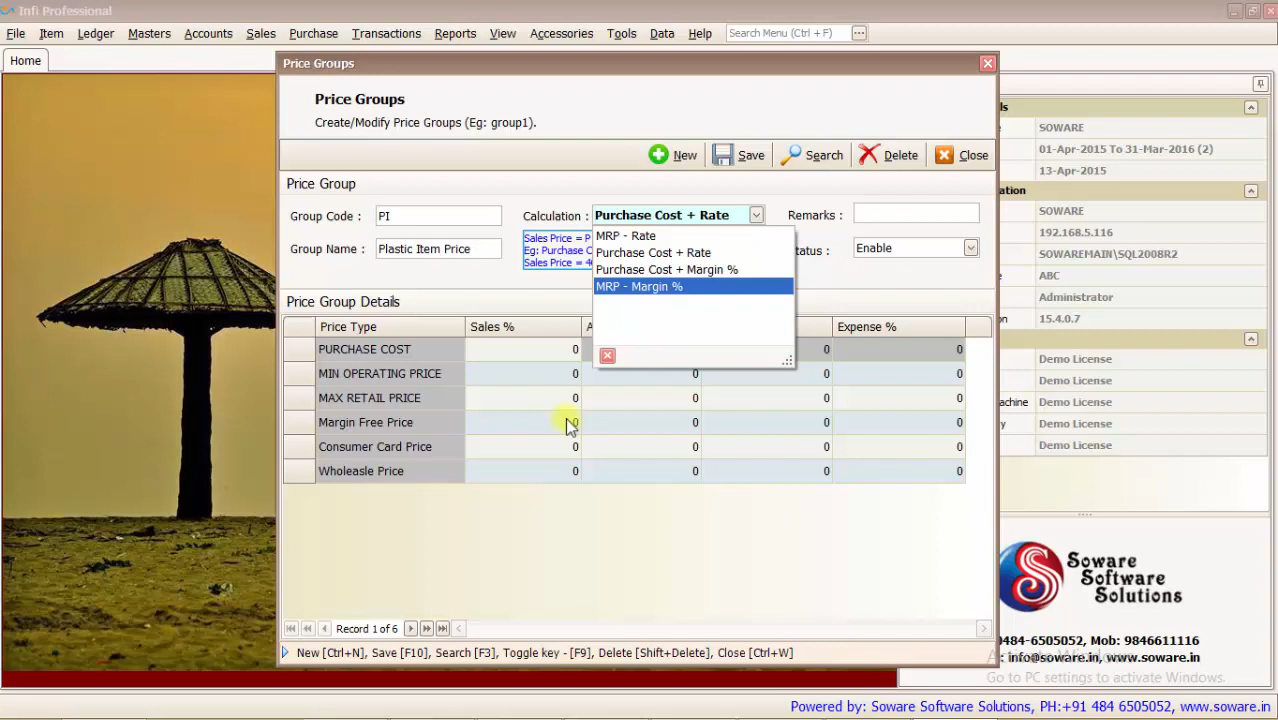 Infi Professional
File Item Ledger Masters Accounts Sales Purchase Transactions Reports View Accessories Tools Data Help Search Menu (Ctrl + F)
Home
Price Groups
Price Groups
Create/Modify Price Groups (Eg: group1).
New Save Search Delete Close
Price Group
Group Code : PI Calculation : Purchase Cost + Rate Remarks :
Group Name : Plastic Item Price
Sales Price = P
Eg: Purchase C
Sales Price = 4
tatus : Enable
MRP - Rate
Purchase Cost + Rate
Purchase Cost + Margin %
MRP - Margin %
Price Group Details
Price Type Sales % A Expense %
PURCHASE COST 0 0 0
MIN OPERATING PRICE 0 0 0 0
MAX RETAIL PRICE 0 0 0 0
Margin Free Price 0 0 0 0
Consumer Card Price 0 0 0 0
Wholeasle Price 0 0 0 0
Record 1 of 6
New [Ctrl+N], Save [F10], Search [F3], Toggle key - [F9], Delete [Shift+Delete], Close [Ctrl+W]
ls
e SOWARE
01-Apr-2015 To 31-Mar-2016 (2)
13-Apr-2015
ation
SOWARE
192.168.5.116
SOWAREMAIN\SQL2008R2
e ABC
Administrator
on 15.4.0.7
Demo License
Demo License
achine Demo License
y Demo License
er Demo License
Soware
Software
Solutions
484-6505052, Mob: 9846611116
info@soware.in, www.soware.in
Activate Windows
Go to PC settings to activate Windows.
Powered by: Soware Software Solutions, PH:+91 484 6505052, www.soware.in